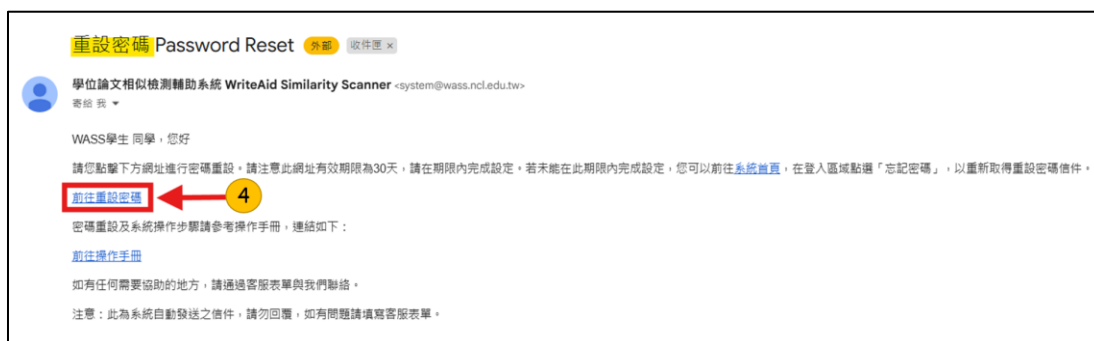 重設密碼 Password Reset 外部 收件匣 ×
學位論文相似檢測輔助系統 WriteAid Similarity Scanner <system@wass.ncl.edu.tw>
寄給 我
WASS學生 同學，您好
請您點擊下方網址進行密碼重設。請注意此網址有效期限為30天，請在期限內完成設定。若未能在此期限內完成設定，您可以前往系統首頁，在登入區域點選「忘記密碼」，以重新取得重設密碼信件。
前往重設密碼 4
密碼重設及系統操作步驟請參考操作手冊，連結如下：
前往操作手冊
如有任何需要協助的地方，請通過客服表單與我們聯絡。
注意：此為系統自動發送之信件，請勿回覆，如有問題請填寫客服表單。